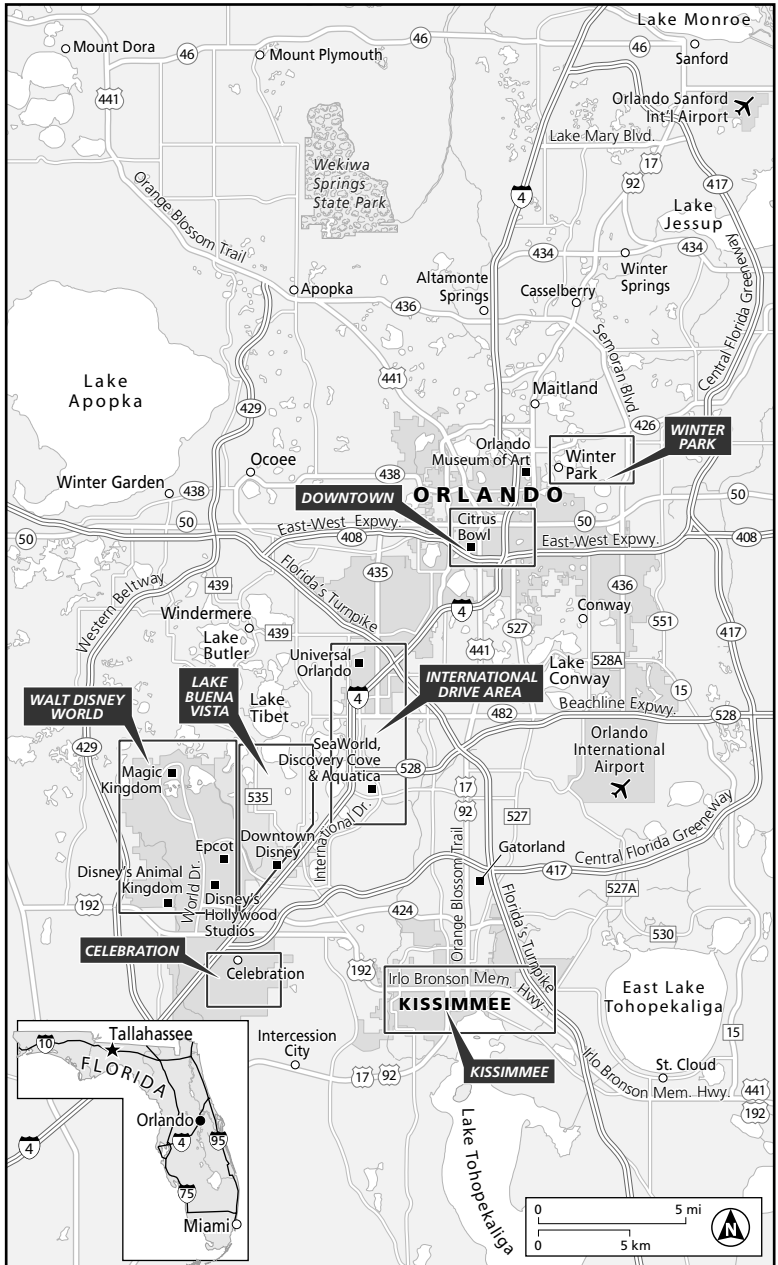 Lake Monroe
Mount Dora
46
Mount Plymouth
46
46
Sanford
441
Orlando Sanford
Int'l Airport
Lake Mary Blvd.
Wekiwa
Springs
State Park
17
92
4
417
Orange Blossom Trail
Lake
Jessup
434
434
Winter
Springs
Altamonte
Springs
Casselberry
Apopka
436
Central Florida Greeneway
Semoran Blvd.
Lake
Apopka
441
429
Maitland
426
WINTER
PARK
Orlando
Museum of Art
Winter
Park
Ocoee
438
Winter Garden
438
DOWNTOWN
ORLANDO
50
50
Citrus
Bowl
50
East-West Expwy.
408
East-West Expwy.
408
50
Florida's Turnpike
435
436
Western Beltway
439
4
Conway
Windermere
439
441
527
551
417
Lake
Butler
Universal
Orlando
528A
Lake
Conway
INTERNATIONAL
DRIVE AREA
LAKE
BUENA
VISTA
Lake
Tibet
4
15
WALT DISNEY
WORLD
482
Beachline Expwy.
528
429
SeaWorld,
Discovery Cove
& Aquatica
Orlando
International
Airport
Magic
Kingdom
528
535
17
92
527
International Dr.
Downtown
Disney
Epcot
Gatorland
Central Florida Greeneway
417
Disney's Animal
Kingdom
World Dr.
Disney's
Hollywood
Studios
Orange Blossom Trail
527A
192
424
Florida's Turnpike
530
CELEBRATION
Celebration
192
Irlo Bronson Mem. Hwy.
KISSIMMEE
East Lake
Tohopekaliga
15
Tallahassee
10
FLORIDA
Intercession
City
17
92
KISSIMMEE
St. Cloud
Irlo Bronson Mem. Hwy.
441
192
Orlando
4
4
95
75
Miami
Lake Tohopekaliga
0
5 mi
0
5 km
N